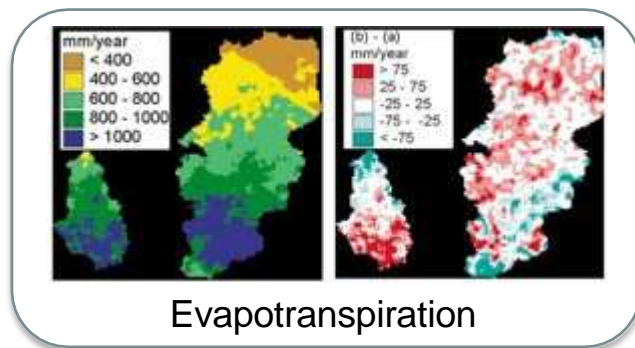 mm/year
< 400
400 - 600
600 - 800
800 - 1000
> 1000
(b) - (a)
mm/year
> 75
25 - 75
-25 - 25
-75 - -25
< -75
Evapotranspiration